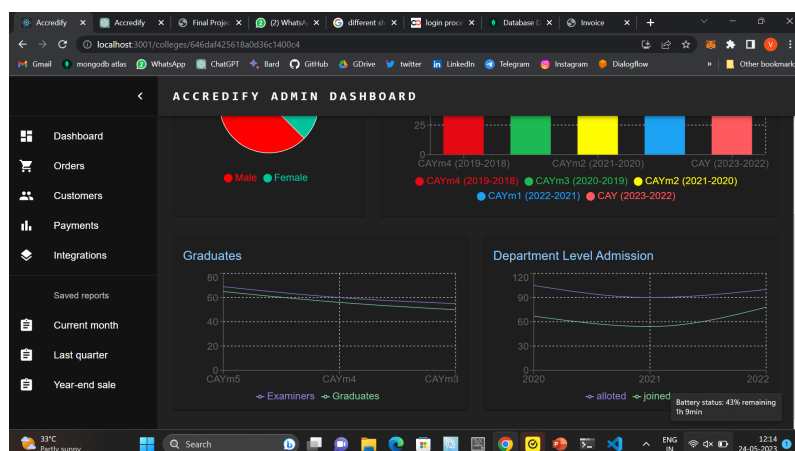 Accredify
Accredify
Final Projec
(2) WhatsA
different sh
login proce
Database D
Invoice
localhost:3001/colleges/646daf425618a0d36c1400c4
Gmail mongodb atlas WhatsApp ChatGPT Bard GitHub GDrive twitter LinkedIn Telegram Instagram Dialogflow » Other bookmark
ACCREDIFY ADMIN DASHBOARD
Dashboard
Orders
Customers
Payments
Integrations
Saved reports
Current month
Last quarter
Year-end sale
Male Female
25
0
CAYm4 (2019-2018) CAYm2 (2021-2020) CAY (2023-2022)
CAYm4 (2019-2018) CAYm3 (2020-2019) CAYm2 (2021-2020)
CAYm1 (2022-2021) CAY (2023-2022)
Graduates
80
60
40
20
0
CAYm5 CAYm4 CAYm3
Examiners Graduates
Department Level Admission
120
90
60
30
0
2020 2021 2022
alloted joined
Battery status: 43% remaining
1h 9min
33°C
Partly sunny
Search
ENG
IN
12:14
24-05-2023
1